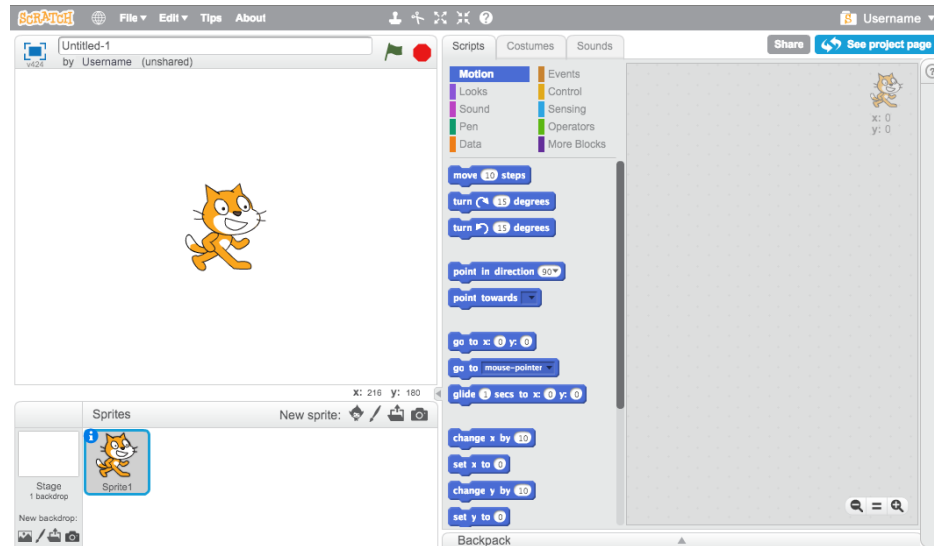 SCRATCH File Edit Tips About Username
Untitled-1
v424 by Username (unshared)
Scripts Costumes Sounds
Share See project page
Motion Events
Looks Control
Sound Sensing
Pen Operators
Data More Blocks
x: 0
y: 0
move 10 steps
turn 15 degrees
turn 15 degrees
point in direction 90
point towards
go to x: 0 y: 0
go to mouse-pointer
glide 1 secs to x: 0 y: 0
change x by 10
set x to 0
change y by 10
set y to 0
X: 216 y: 180
Sprites New sprite:
Stage
1 backdrop
Sprite1
New backdrop:
Backpack